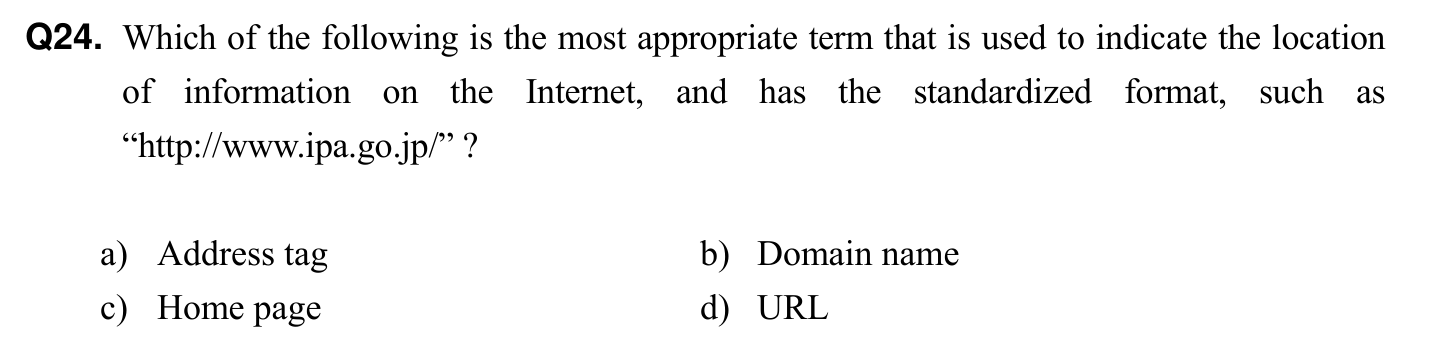 Q24. Which of the following is the most appropriate term that is used to indicate the location
of information on the Internet, and has the standardized format, such as
“http://www.ipa.go.jp/” ?
a) Address tag b) Domain name
c) Home page d) URL